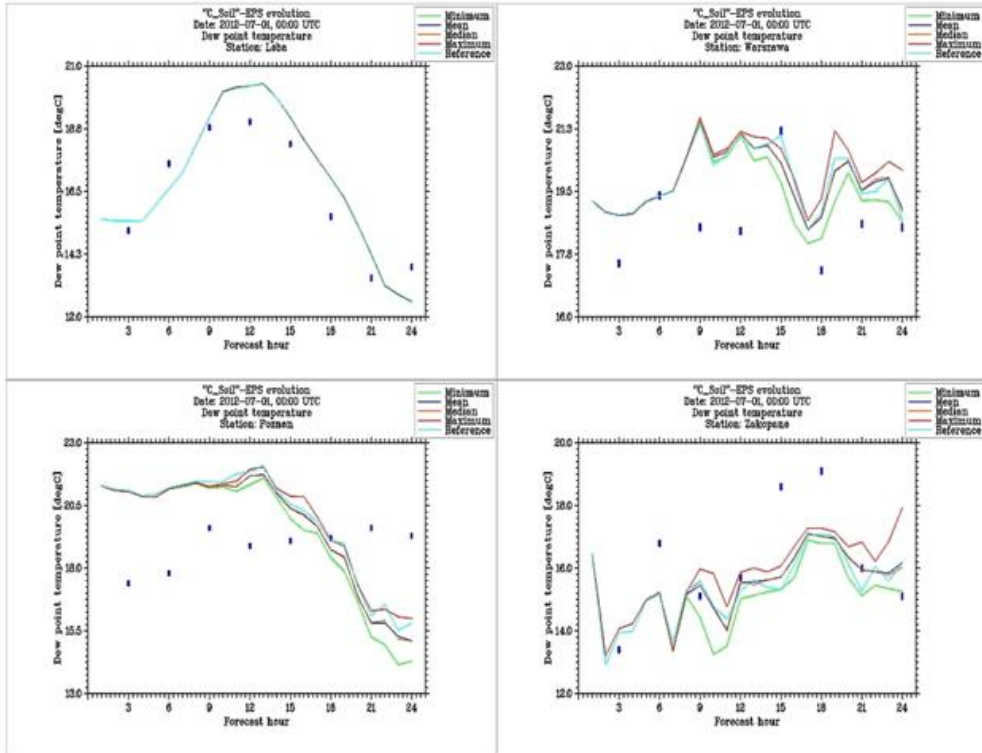 "C_Soil"-EPS evolution
Date: 2012-07-01, 00:00 UTC
Dew point temperature
Station: Leba
Minimum
Mean
Median
Maximum
Reference
Dew point temperature [degC]
21.0
18.8
16.5
14.3
12.0
3 6 9 12 15 18 21 24
Forecast hour
"C_Soil"-EPS evolution
Date: 2012-07-01, 00:00 UTC
Dew point temperature
Station: Warszawa
Minimum
Mean
Median
Maximum
Reference
Dew point temperature [degC]
23.0
21.3
19.5
17.8
16.0
3 6 9 12 15 18 21 24
Forecast hour
"C_Soil"-EPS evolution
Date: 2012-07-01, 00:00 UTC
Dew point temperature
Station: Poznan
Minimum
Mean
Median
Maximum
Reference
Dew point temperature [degC]
23.0
20.5
18.0
15.5
13.0
3 6 9 12 15 18 21 24
Forecast hour
"C_Soil"-EPS evolution
Date: 2012-07-01, 00:00 UTC
Dew point temperature
Station: Zakopane
Minimum
Mean
Median
Maximum
Reference
Dew point temperature [degC]
20.0
18.0
16.0
14.0
12.0
3 6 9 12 15 18 21 24
Forecast hour